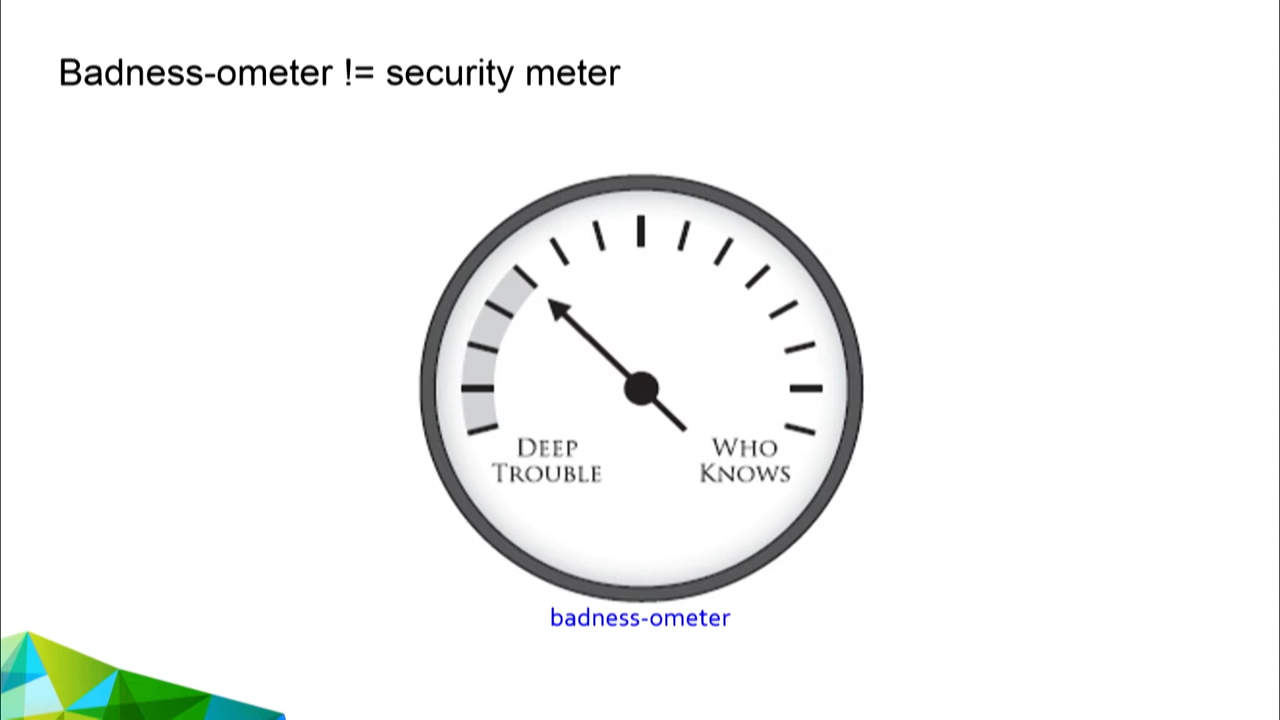 Badness-ometer != security meter
DEEP
TROUBLE
WHO
KNOWS
badness-ometer